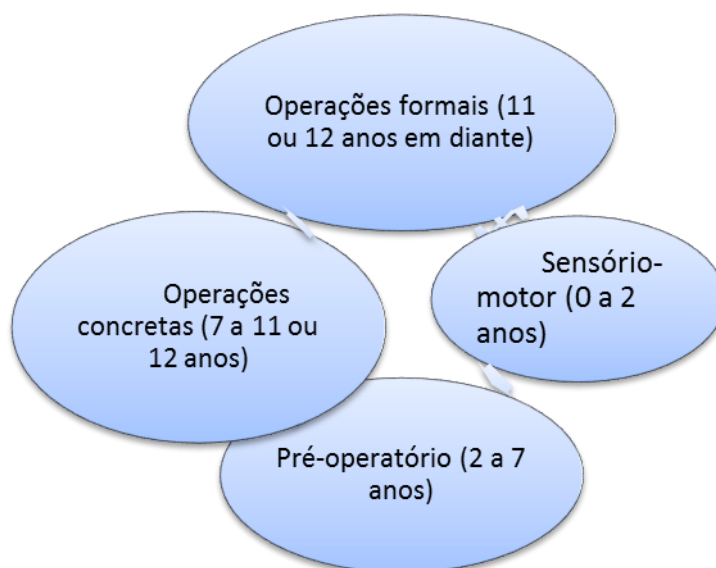 Operações formais (11
ou 12 anos em diante)
Sensório-
motor (0 a 2
anos)
Operações
concretas (7 a 11 ou
12 anos)
Pré-operatório (2 a 7
anos)